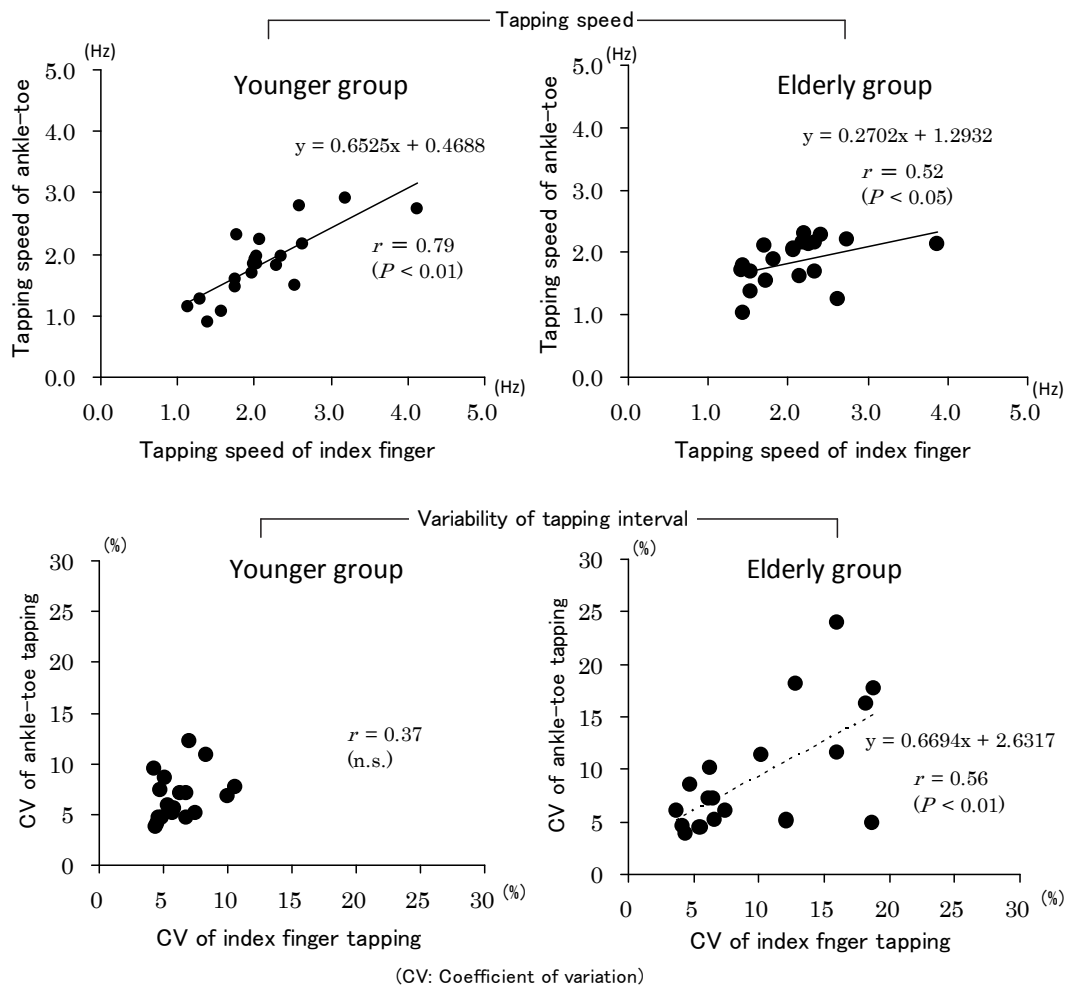 Tapping speed
(Hz)
5.0
4.0
3.0
2.0
1.0
0.0
Tapping speed of ankle-toe
Younger group
y = 0.6525x + 0.4688
r = 0.79
(P < 0.01)
0.0 1.0 2.0 3.0 4.0 5.0
(Hz)
Tapping speed of index finger
(Hz)
5.0
4.0
3.0
2.0
1.0
0.0
Tapping speed of ankle-toe
Elderly group
y = 0.2702x + 1.2932
r = 0.52
(P < 0.05)
0.0 1.0 2.0 3.0 4.0 5.0
(Hz)
Tapping speed of index finger
Variability of tapping interval
(%)
30
25
20
15
10
5
0
CV of ankle-toe tapping
Younger group
r = 0.37
(n.s.)
0 5 10 15 20 25 30
(%)
CV of index finger tapping
(%)
30
25
20
15
10
5
0
CV of ankle-toe tapping
Elderly group
y = 0.6694x + 2.6317
r = 0.56
(P < 0.01)
0 5 10 15 20 25 30
(%)
CV of index fnger tapping
(CV: Coefficient of variation)